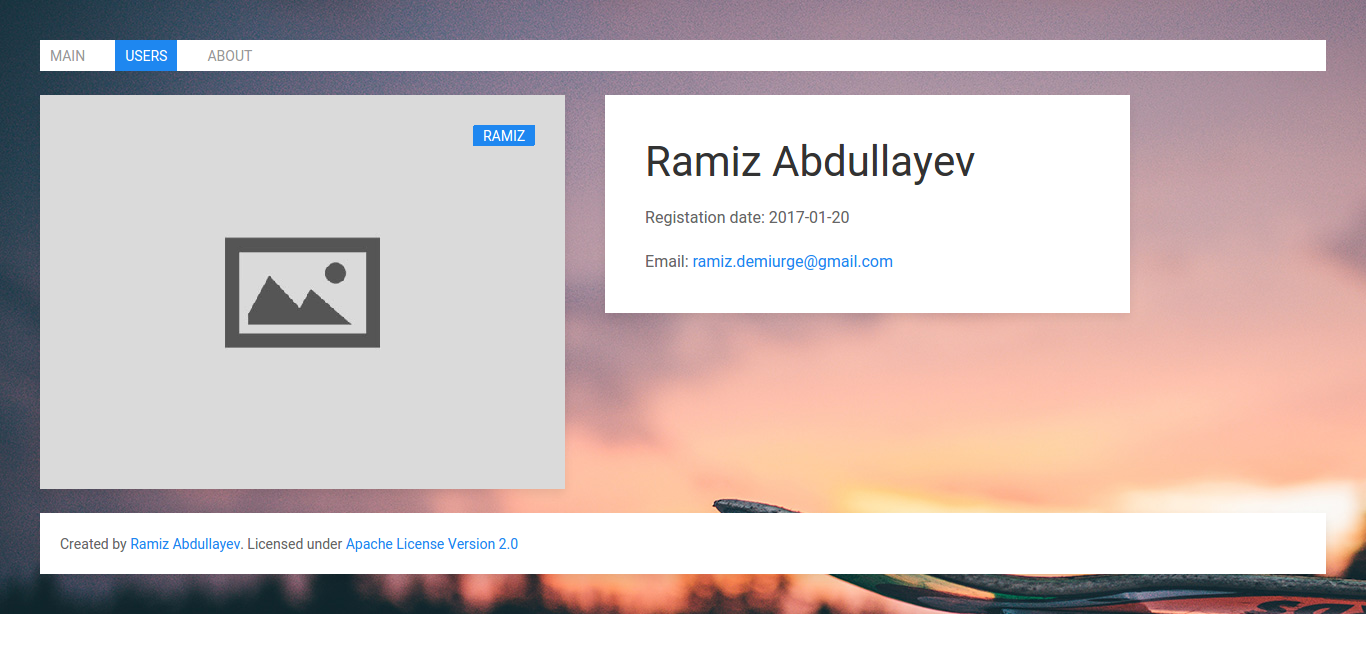 MAIN USERS ABOUT
RAMIZ
Ramiz Abdullayev
Registation date: 2017-01-20
Email: ramiz.demiurge@gmail.com
Created by Ramiz Abdullayev. Licensed under Apache License Version 2.0